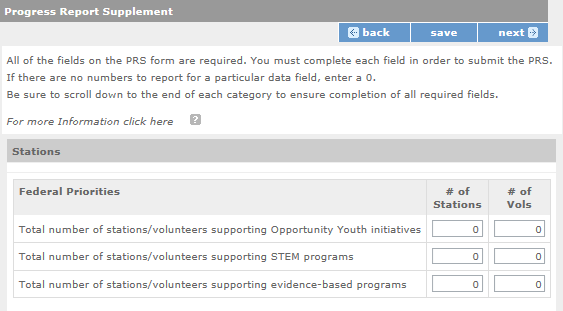 Progress Report Supplement
back save next
All of the fields on the PRS form are required. You must complete each field in order to submit the PRS.
If there are no numbers to report for a particular data field, enter a 0.
Be sure to scroll down to the end of each category to ensure completion of all required fields.
For more Information click here ?
Stations
Federal Priorities # of Stations # of Vols
Total number of stations/volunteers supporting Opportunity Youth initiatives 0 0
Total number of stations/volunteers supporting STEM programs 0 0
Total number of stations/volunteers supporting evidence-based programs 0 0